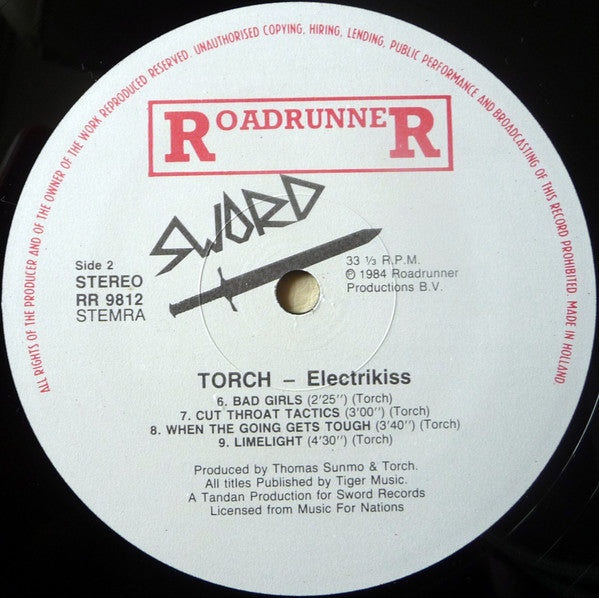 ALL RIGHTS OF THE PRODUCER AND OF THE OWNER OF THE WORK REPRODUCED RESERVED. UNAUTHORISED COPYING, HIRING, LENDING, PUBLIC PERFORMANCE AND BROADCASTING OF THIS RECORD PROHIBITED. MADE IN HOLLAND.
ROADRUNNER
SWORD
Side 2
STEREO
RR 9812
STEMRA
33 ⅓ R.P.M.
℗ 1984 Roadrunner
Productions B.V.
TORCH – Electrikiss
6. BAD GIRLS (2'25'') (Torch)
7. CUT THROAT TACTICS (3'00'') (Torch)
8. WHEN THE GOING GETS TOUGH (3'40'') (Torch)
9. LIMELIGHT (4'30'') (Torch)
Produced by Thomas Sunmo & Torch.
All titles Published by Tiger Music.
A Tandan Production for Sword Records
Licensed from Music For Nations